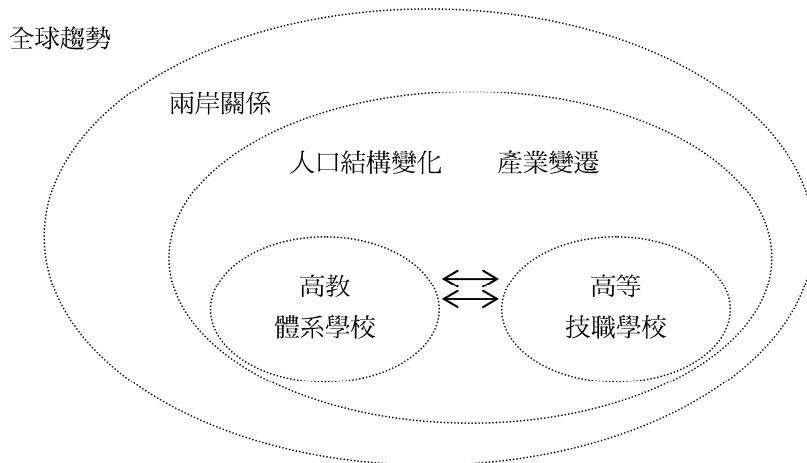 全球趨勢
兩岸關係
人口結構變化
產業變遷
高教
體系學校
高等
技職學校